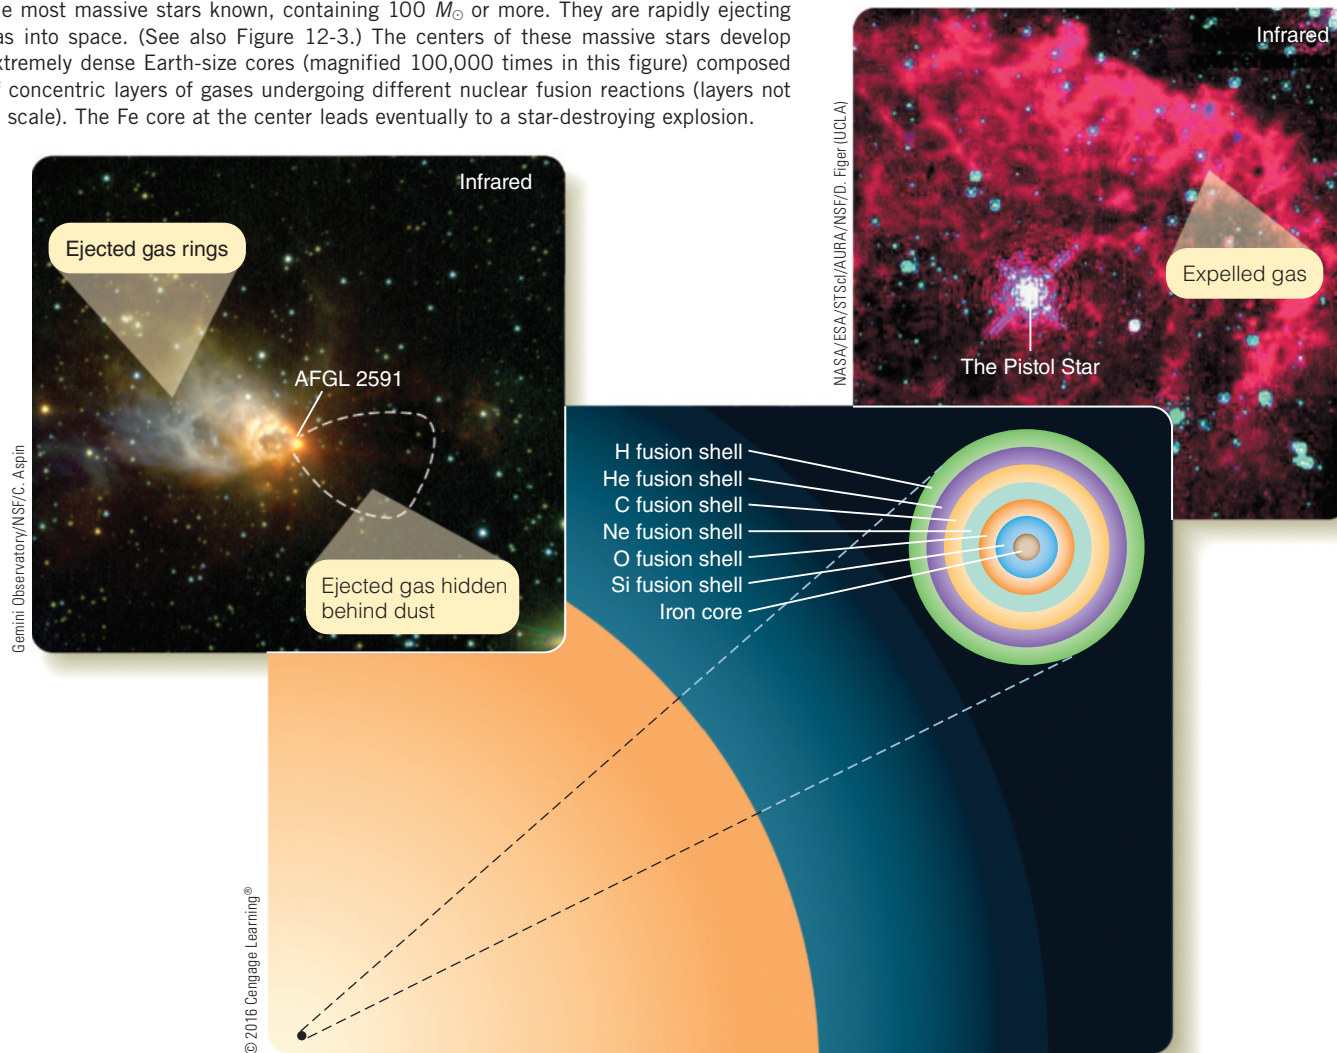 e most massive stars known, containing 100 M☉ or more. They are rapidly ejecting
as into space. (See also Figure 12-3.) The centers of these massive stars develop
xtremely dense Earth-size cores (magnified 100,000 times in this figure) composed
f concentric layers of gases undergoing different nuclear fusion reactions (layers not
scale). The Fe core at the center leads eventually to a star-destroying explosion.
Infrared
Ejected gas rings
AFGL 2591
Ejected gas hidden
behind dust
Gemini Observatory/NSF/C. Aspin
Infrared
Expelled gas
The Pistol Star
NASA/ESA/STScI/AURA/NSF/D. Figer (UCLA)
H fusion shell
He fusion shell
C fusion shell
Ne fusion shell
O fusion shell
Si fusion shell
Iron core
© 2016 Cengage Learning®